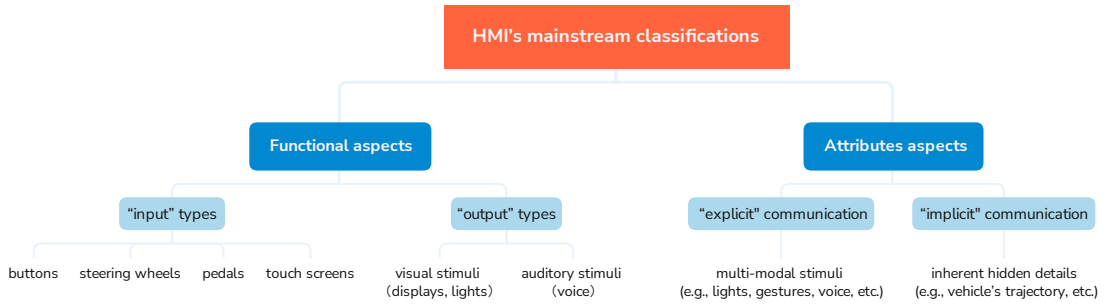 HMI's mainstream classifications
Functional aspects
Attributes aspects
“input” types
“output” types
“explicit" communication
“implicit" communication
buttons
steering wheels
pedals
touch screens
visual stimuli
(displays, lights)
auditory stimuli
(voice)
multi-modal stimuli
(e.g., lights, gestures, voice, etc.)
inherent hidden details
(e.g., vehicle’s trajectory, etc.)